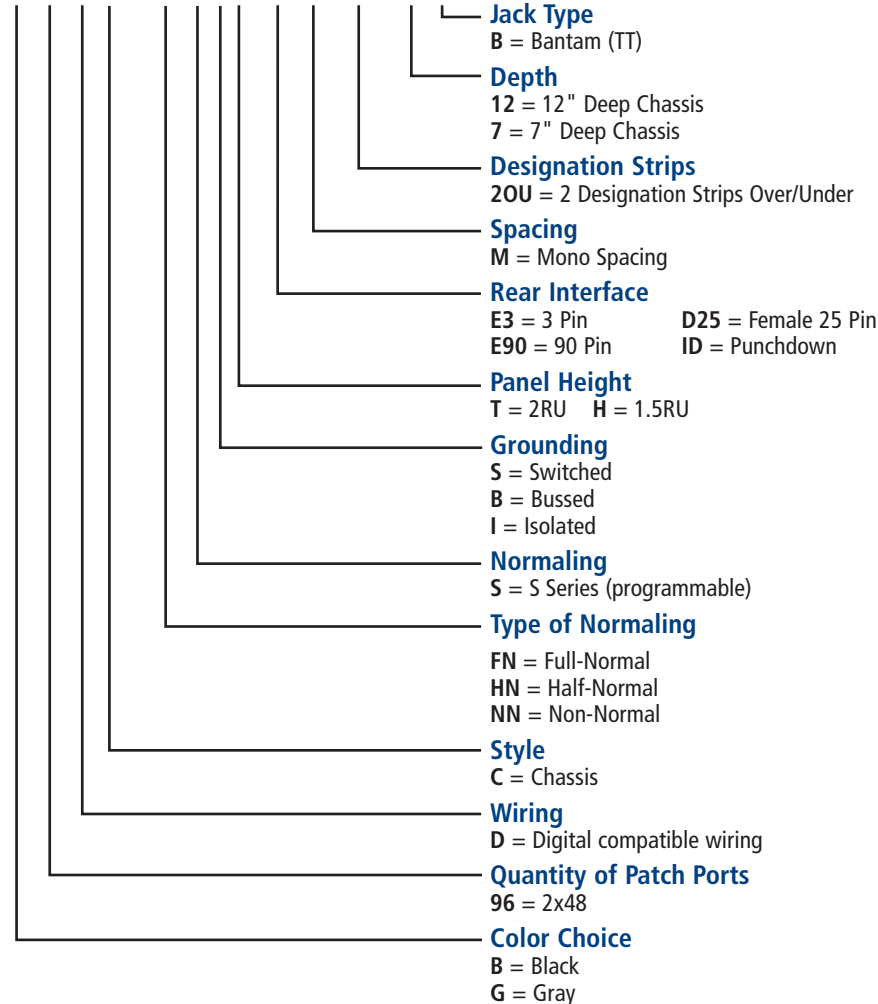 Jack Type
B = Bantam (TT)
Depth
12 = 12" Deep Chassis
7 = 7" Deep Chassis
Designation Strips
2OU = 2 Designation Strips Over/Under
Spacing
M = Mono Spacing
Rear Interface
E3 = 3 Pin D25 = Female 25 Pin
E90 = 90 Pin ID = Punchdown
Panel Height
T = 2RU H = 1.5RU
Grounding
S = Switched
B = Bussed
I = Isolated
Normaling
S = S Series (programmable)
Type of Normaling
FN = Full-Normal
HN = Half-Normal
NN = Non-Normal
Style
C = Chassis
Wiring
D = Digital compatible wiring
Quantity of Patch Ports
96 = 2x48
Color Choice
B = Black
G = Gray